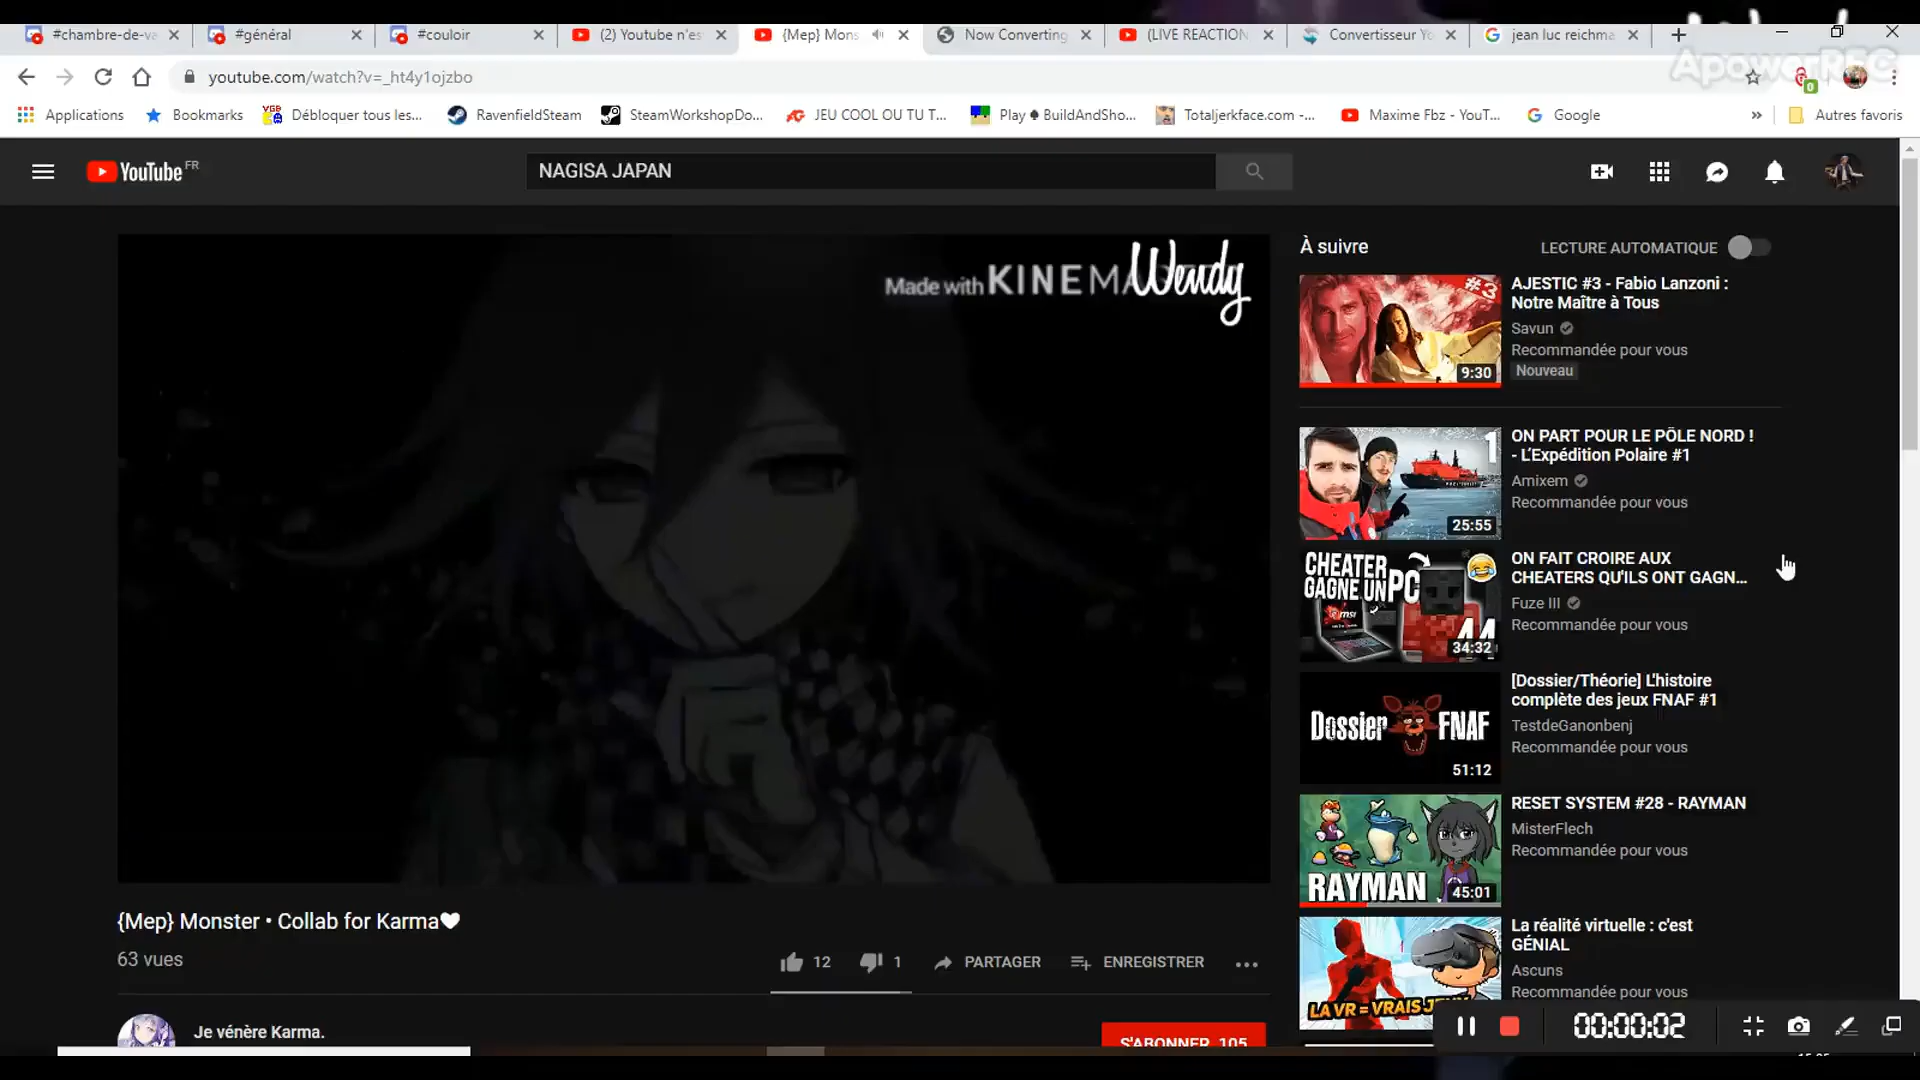 #chambre-de-va
#général
#couloir
(2) Youtube n'es
{Mep} Mons
Now Converting
(LIVE REACTION
Convertisseur Yo
jean luc reichma
ApowerREC
youtube.com/watch?v=_ht4y1ojzbo
0
Applications
Bookmarks
Débloquer tous les...
RavenfieldSteam
SteamWorkshopDo...
JEU COOL OU TU T...
Play ♠ BuildAndSho...
Totaljerkface.com -...
Maxime Fbz - YouT...
Google
»
Autres favoris
YouTube FR
NAGISA JAPAN
Made with KINEMA
Wendy
À suivre
LECTURE AUTOMATIQUE
#3
9:30
AJESTIC #3 - Fabio Lanzoni :
Notre Maître à Tous
Savun
Recommandée pour vous
Nouveau
1
25:55
ON PART POUR LE PÔLE NORD !
- L'Expédition Polaire #1
Amixem
Recommandée pour vous
CHEATER
GAGNE UN PC
msi
34:32
ON FAIT CROIRE AUX
CHEATERS QU'ILS ONT GAGN...
Fuze III
Recommandée pour vous
Dossier FNAF
51:12
[Dossier/Théorie] L'histoire
complète des jeux FNAF #1
TestdeGanonbenj
Recommandée pour vous
RAYMAN
45:01
RESET SYSTEM #28 - RAYMAN
MisterFlech
Recommandée pour vous
LA VR = VRAIS J
La réalité virtuelle : c'est
GÉNIAL
Ascuns
Recommandée pour vous
{Mep} Monster • Collab for Karma♥
63 vues
12
1
PARTAGER
ENREGISTRER
Je vénère Karma.
S'ABONNER 105
00:00:02